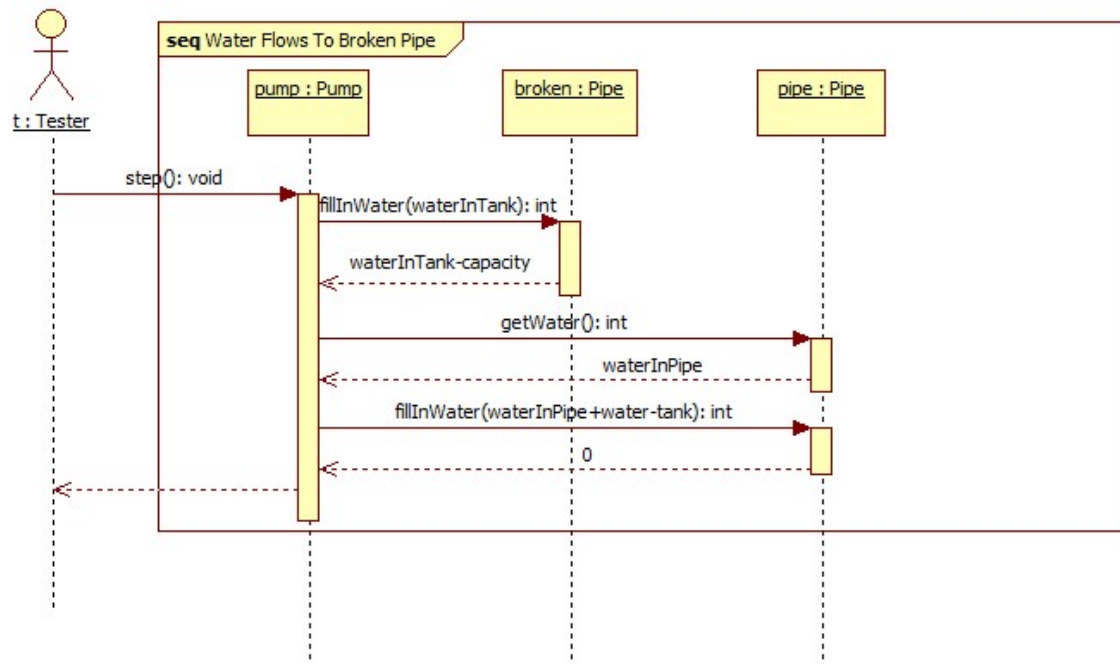 seq Water Flows To Broken Pipe
pump : Pump
broken : Pipe
pipe : Pipe
t : Tester
step(): void
fillInWater(waterInTank): int
waterInTank-capacity
getWater(): int
waterInPipe
fillInWater(waterInPipe+water-tank): int
0